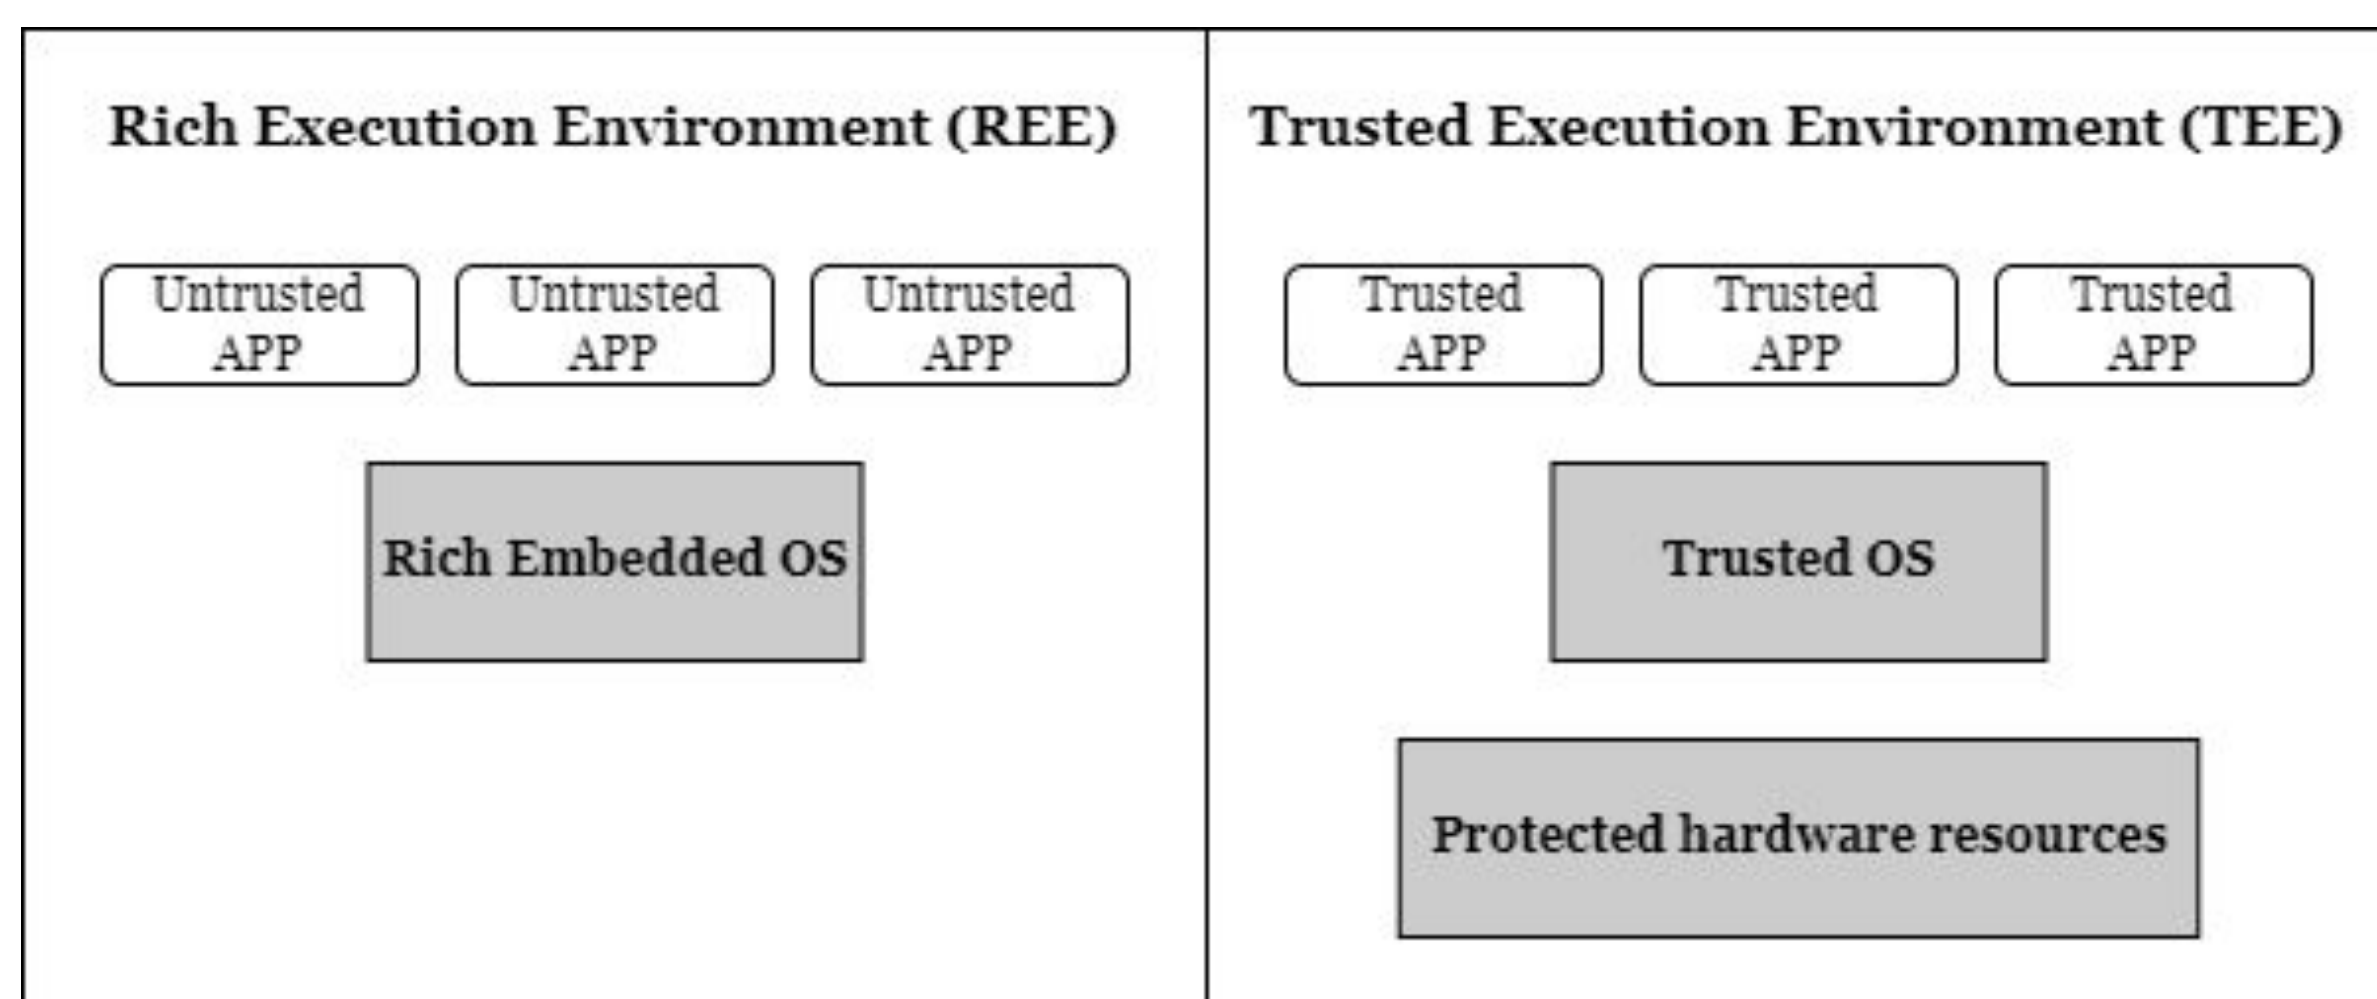 Rich Execution Environment (REE)
Trusted Execution Environment (TEE)
Untrusted
APP
Untrusted
APP
Untrusted
APP
Trusted
APP
Trusted
APP
Trusted
APP
Rich Embedded OS
Trusted OS
Protected hardware resources